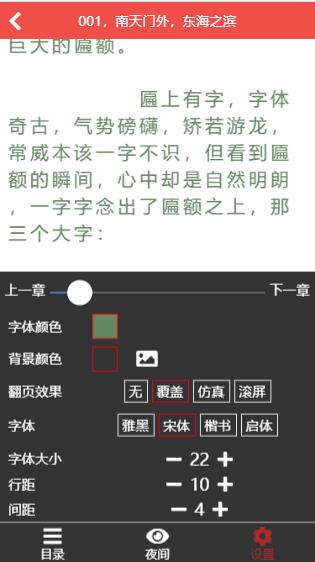 001，南天门外，东海之滨
巨大的匾额。
匾上有字，字体
奇古，气势磅礴，矫若游龙，
常威本该一字不识，但看到匾
额的瞬间，心中却是自然明朗
，一字字念出了匾额之上，那
三个大字：
上一章 下一章
字体颜色
背景颜色
翻页效果 无 覆盖 仿真 滚屏
字体 雅黑 宋体 楷书 启体
字体大小 − 22 +
行距 − 10 +
间距 − 4 +
目录 夜间 设置